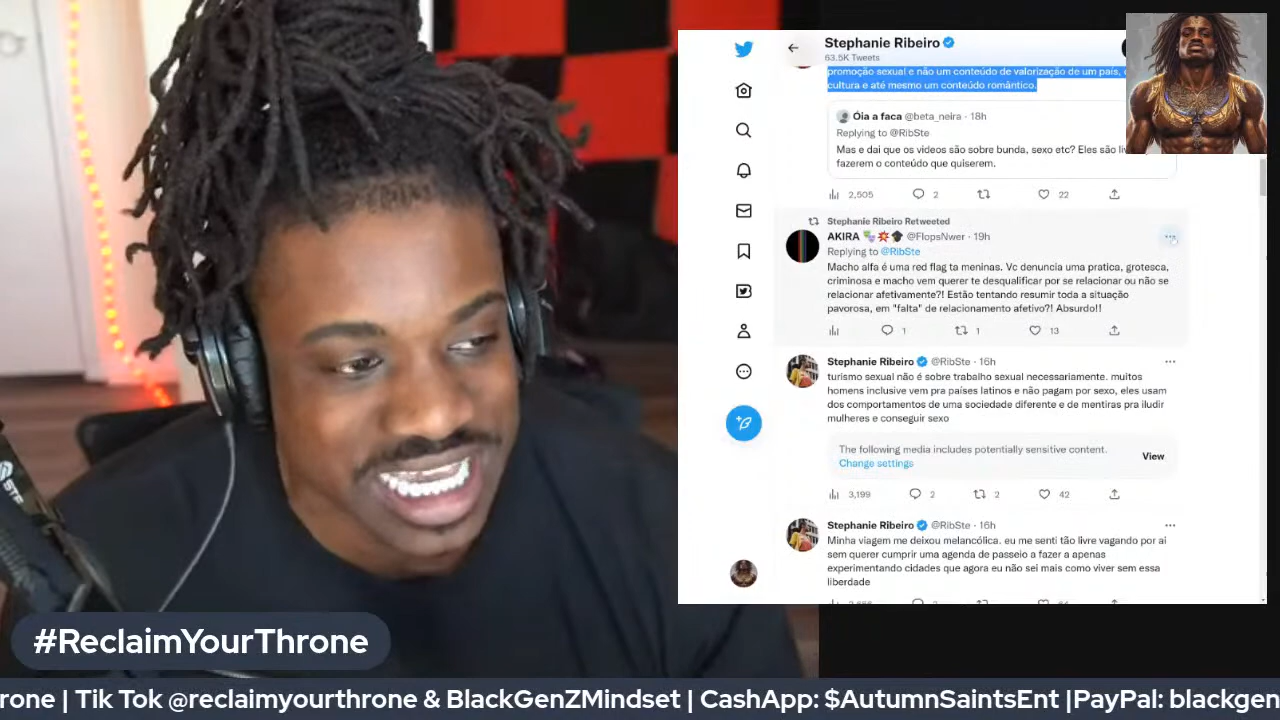 Stephanie Ribeiro
63.5K Tweets
promoção sexual e não um conteúdo de valorização de um país,
cultura e até mesmo um conteúdo romântico.
Óia a faca @beta_neira · 18h
Replying to @RibSte
Mas e dai que os videos são sobre bunda, sexo etc? Eles são
fazerem o conteúdo que quiserem.
2,505 2 22
Stephanie Ribeiro Retweeted
AKIRA @FlopsNwer · 19h
Replying to @RibSte
Macho alfa é uma red flag ta meninas. Vc denuncia uma pratica, grotesca,
criminosa e macho vem querer te desqualificar por se relacionar ou não se
relacionar afetivamente?! Estão tentando resumir toda a situação
pavorosa, em "falta" de relacionamento afetivo?! Absurdo!!
1 1 13
Stephanie Ribeiro @RibSte · 16h
turismo sexual não é sobre trabalho sexual necessariamente. muitos
homens inclusive vem pra países latinos e não pagam por sexo, eles usam
dos comportamentos de uma sociedade diferente e de mentiras pra iludir
mulheres e conseguir sexo
The following media includes potentially sensitive content.
Change settings
View
3,199 2 2 42
Stephanie Ribeiro @RibSte · 16h
Minha viagem me deixou melancólica. eu me senti tão livre vagando por ai
sem querer cumprir uma agenda de passeio a fazer a apenas
experimentando cidades que agora eu não sei mais como viver sem essa
liberdade
#ReclaimYourThrone
rone | Tik Tok @reclaimyourthrone & BlackGenZMindset | CashApp: $AutumnSaintsEnt |PayPal: blackgen